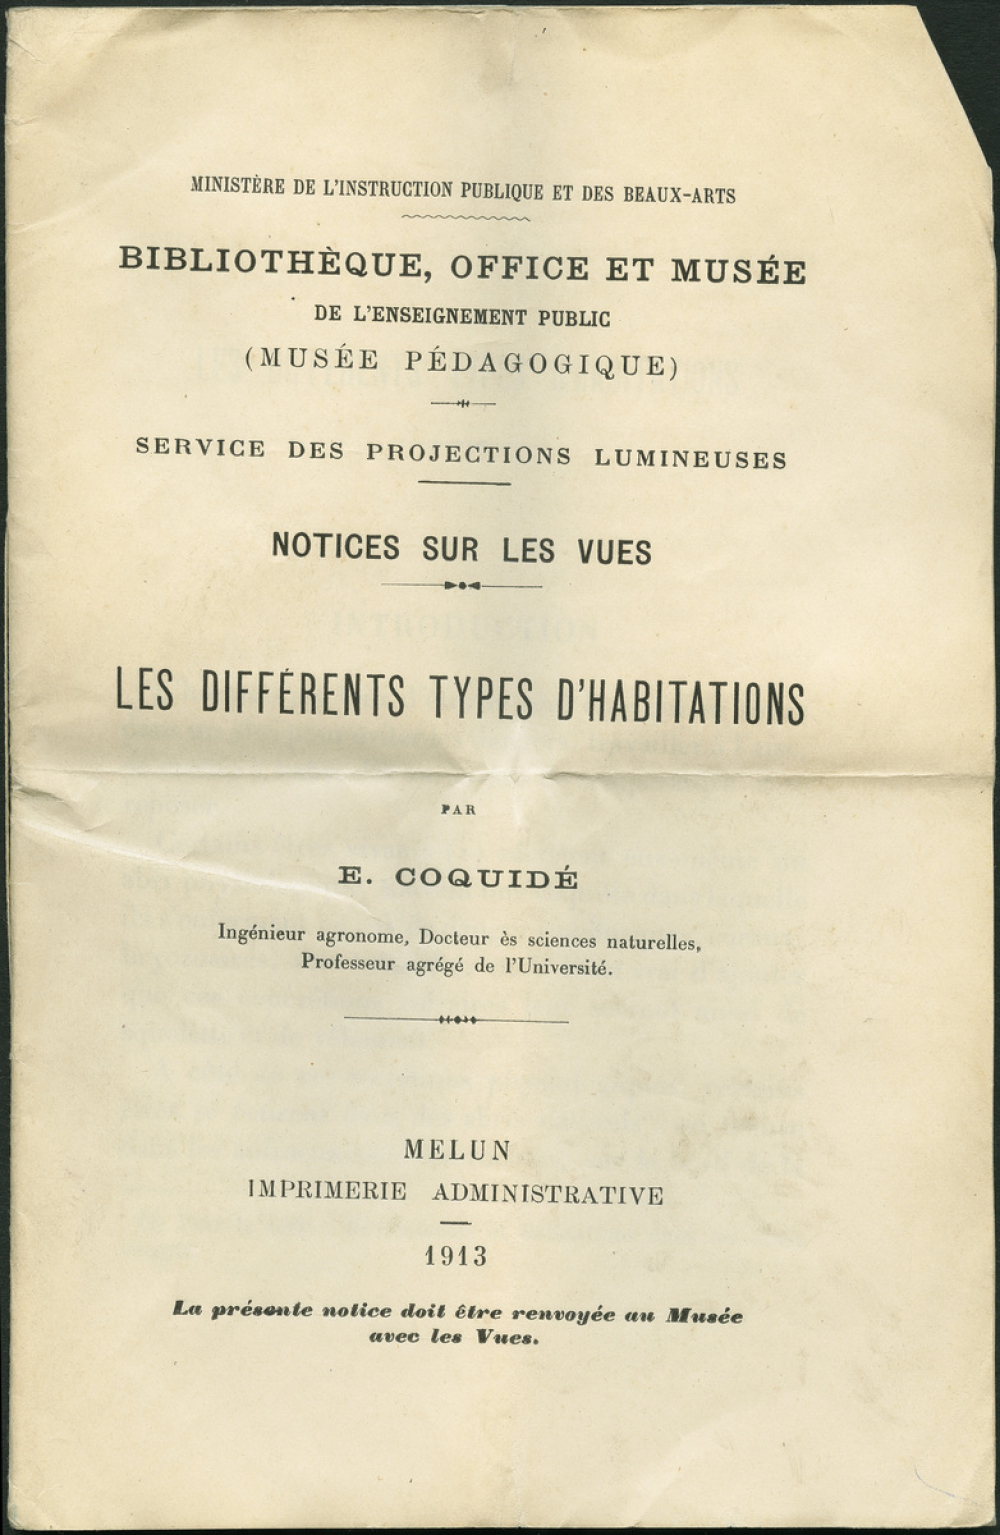 MINISTÈRE DE L'INSTRUCTION PUBLIQUE ET DES BEAUX-ARTS
BIBLIOTHÈQUE, OFFICE ET MUSÉE
DE L'ENSEIGNEMENT PUBLIC
(MUSÉE PÉDAGOGIQUE)
SERVICE DES PROJECTIONS LUMINEUSES
NOTICES SUR LES VUES
LES DIFFÉRENTS TYPES D'HABITATIONS
PAR
E. COQUIDÉ
Ingénieur agronome, Docteur ès sciences naturelles,
Professeur agrégé de l'Université.
MELUN
IMPRIMERIE ADMINISTRATIVE
1913
La présente notice doit être renvoyée au Musée
avec les Vues.